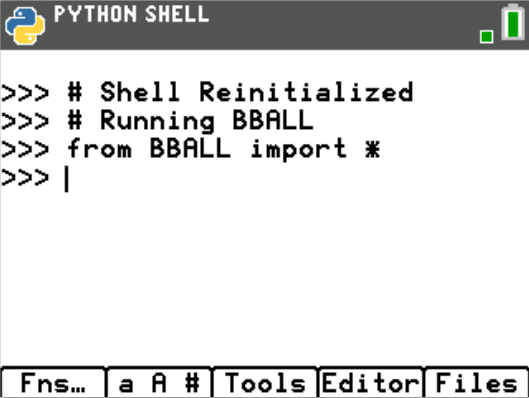 PYTHON SHELL
>>> # Shell Reinitialized
>>> # Running BBALL
>>> from BBALL import *
>>> |
Fns… a A # Tools Editor Files